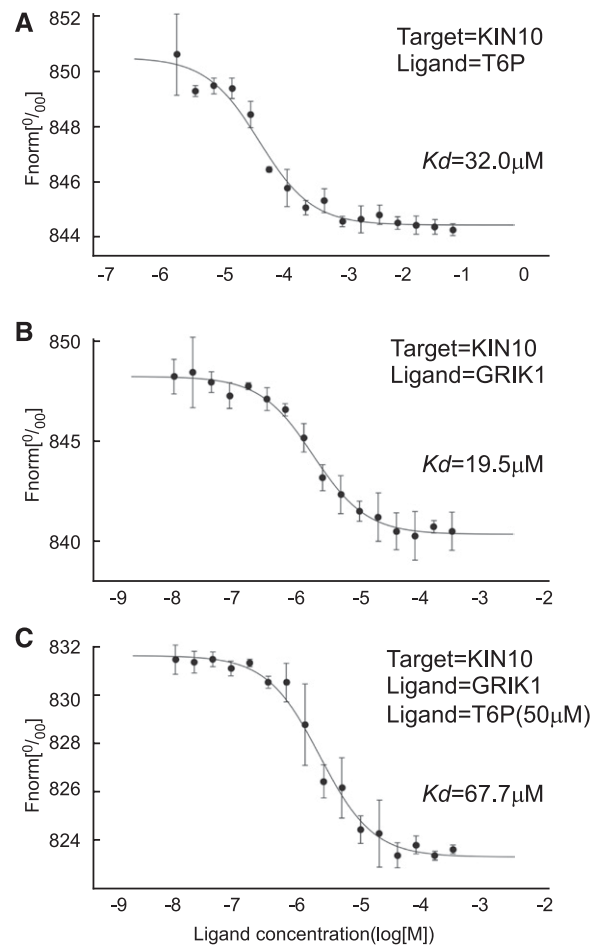 A
852
850
848
846
844
Fnorm[0/00]
Target=KIN10
Ligand=T6P
Kd=32.0μM
-7 -6 -5 -4 -3 -2 -1 0
B
850
845
840
Fnorm[0/00]
Target=KIN10
Ligand=GRIK1
Kd=19.5μM
-9 -8 -7 -6 -5 -4 -3 -2
C
832
830
828
826
824
Fnorm[0/00]
Target=KIN10
Ligand=GRIK1
Ligand=T6P(50μM)
Kd=67.7μM
-9 -8 -7 -6 -5 -4 -3 -2
Ligand concentration(log[M])